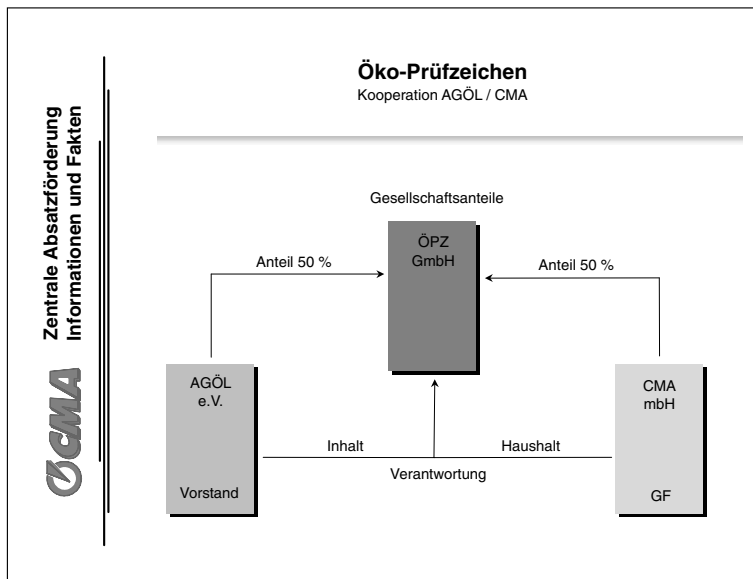 Öko-Prüfzeichen
Kooperation AGÖL / CMA
Zentrale Absatzförderung
Informationen und Fakten
CMA
Gesellschaftsanteile
ÖPZ
GmbH
Anteil 50 %
Anteil 50 %
AGÖL
e.V.
Vorstand
CMA
mbH
GF
Inhalt
Haushalt
Verantwortung